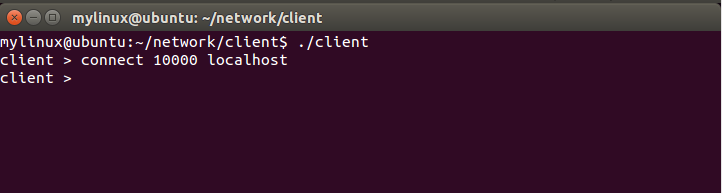 mylinux@ubuntu: ~/network/client
mylinux@ubuntu:~/network/client$ ./client
client > connect 10000 localhost
client >